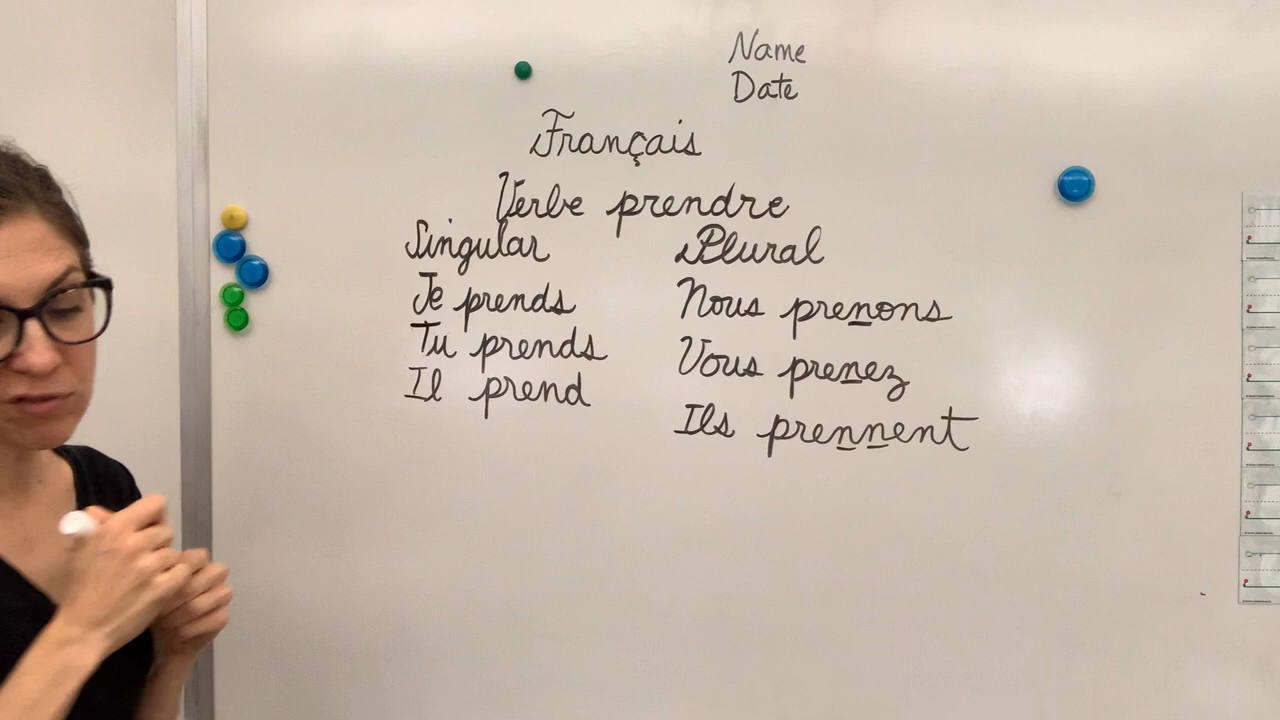 Name
Date
Français
Verbe prendre
Singular
Je prends
Tu prends
Il prend
Plural
Nous prenons
Vous prenez
Ils prennent